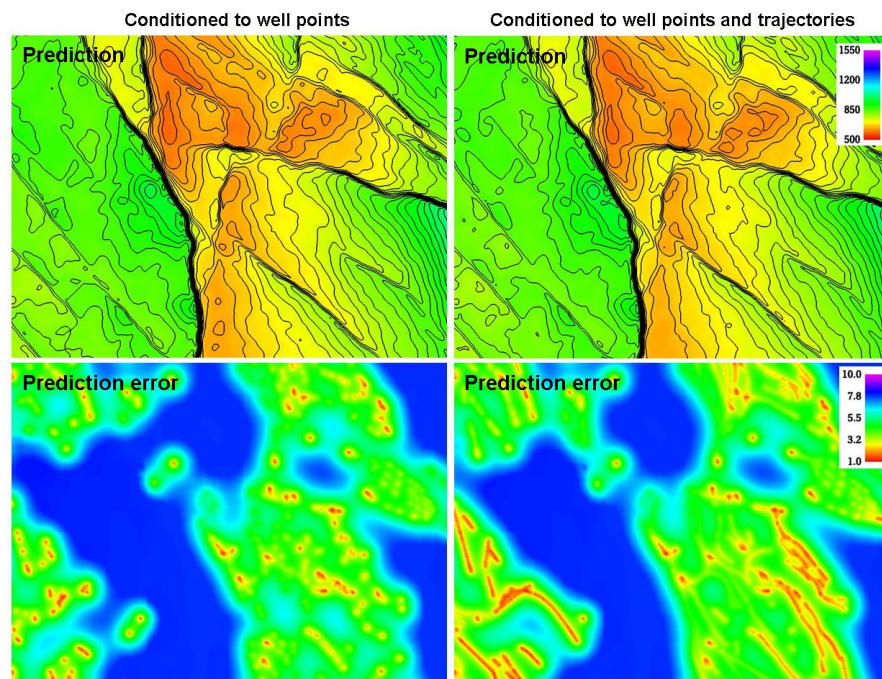 Conditioned to well points
Conditioned to well points and trajectories
Prediction
Prediction
1550
1200
850
500
Prediction error
Prediction error
10.0
7.8
5.5
3.2
1.0